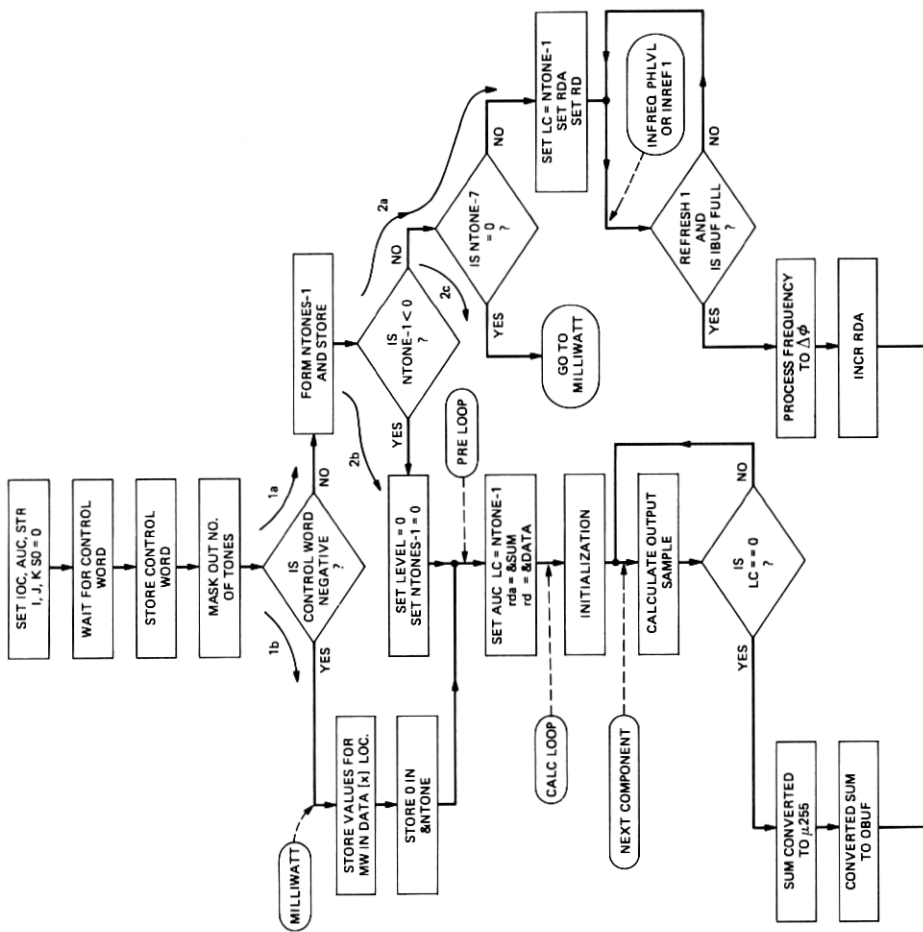 SET IOC, AUC, STR
I, J, K S0 = 0
WAIT FOR CONTROL
WORD
STORE CONTROL
WORD
MASK OUT NO.
OF TONES
1b
1a
IS
CONTROL WORD
NEGATIVE
?
YES
NO
MILLIWATT
STORE VALUES FOR
MW IN DATA [x] LOC.
STORE 0 IN
&NTONE
FORM NTONES-1
AND STORE
2b
2a
IS
NTONE-1 < 0
?
YES
NO
2c
SET LEVEL = 0
SET NTONES-1 = 0
PRE LOOP
IS NTONE-7
= 0
?
YES
NO
GO TO
MILLIWATT
SET AUC LC = NTONE-1
rda = &SUM
rd = &DATA
CALC LOOP
INITIALIZATION
NEXT COMPONENT
CALCULATE OUTPUT
SAMPLE
IS
LC = = 0
?
YES
NO
SUM CONVERTED
TO μ255
CONVERTED SUM
TO OBUF
SET LC = NTONE-1
SET RDA
SET RD
INFREQ PHLVL
OR INREF1
REFRESH 1
AND
IS IBUF FULL
?
YES
NO
PROCESS FREQUENCY
TO Δϕ
INCR RDA